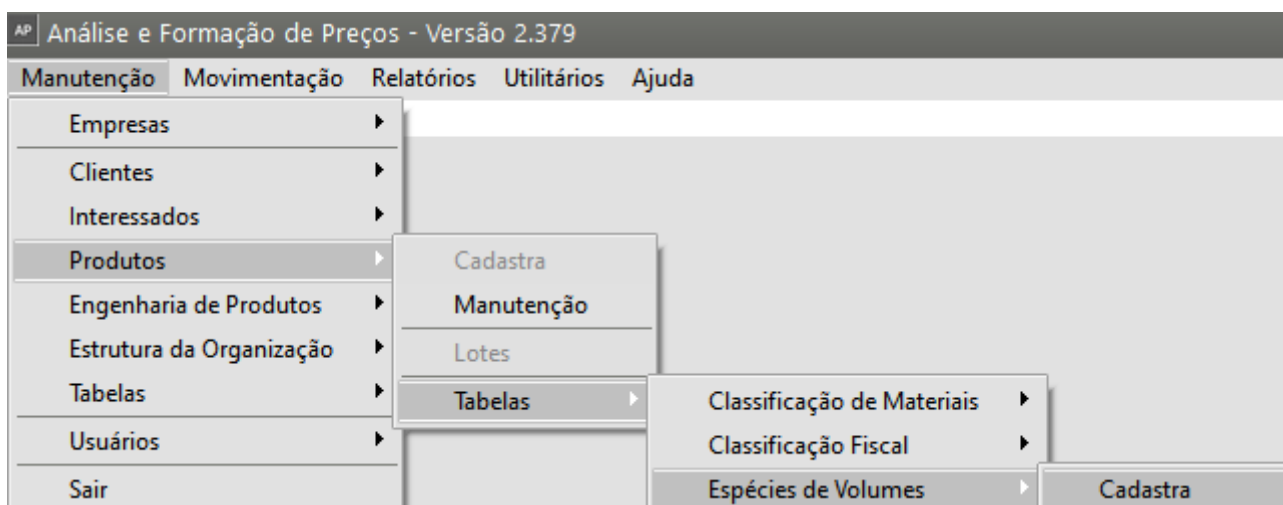 AP Análise e Formação de Preços - Versão 2.379
Manutenção Movimentação Relatórios Utilitários Ajuda
Empresas
Clientes
Interessados
Produtos
Engenharia de Produtos
Estrutura da Organização
Tabelas
Usuários
Sair
Cadastra
Manutenção
Lotes
Tabelas
Classificação de Materiais
Classificação Fiscal
Espécies de Volumes
Cadastra